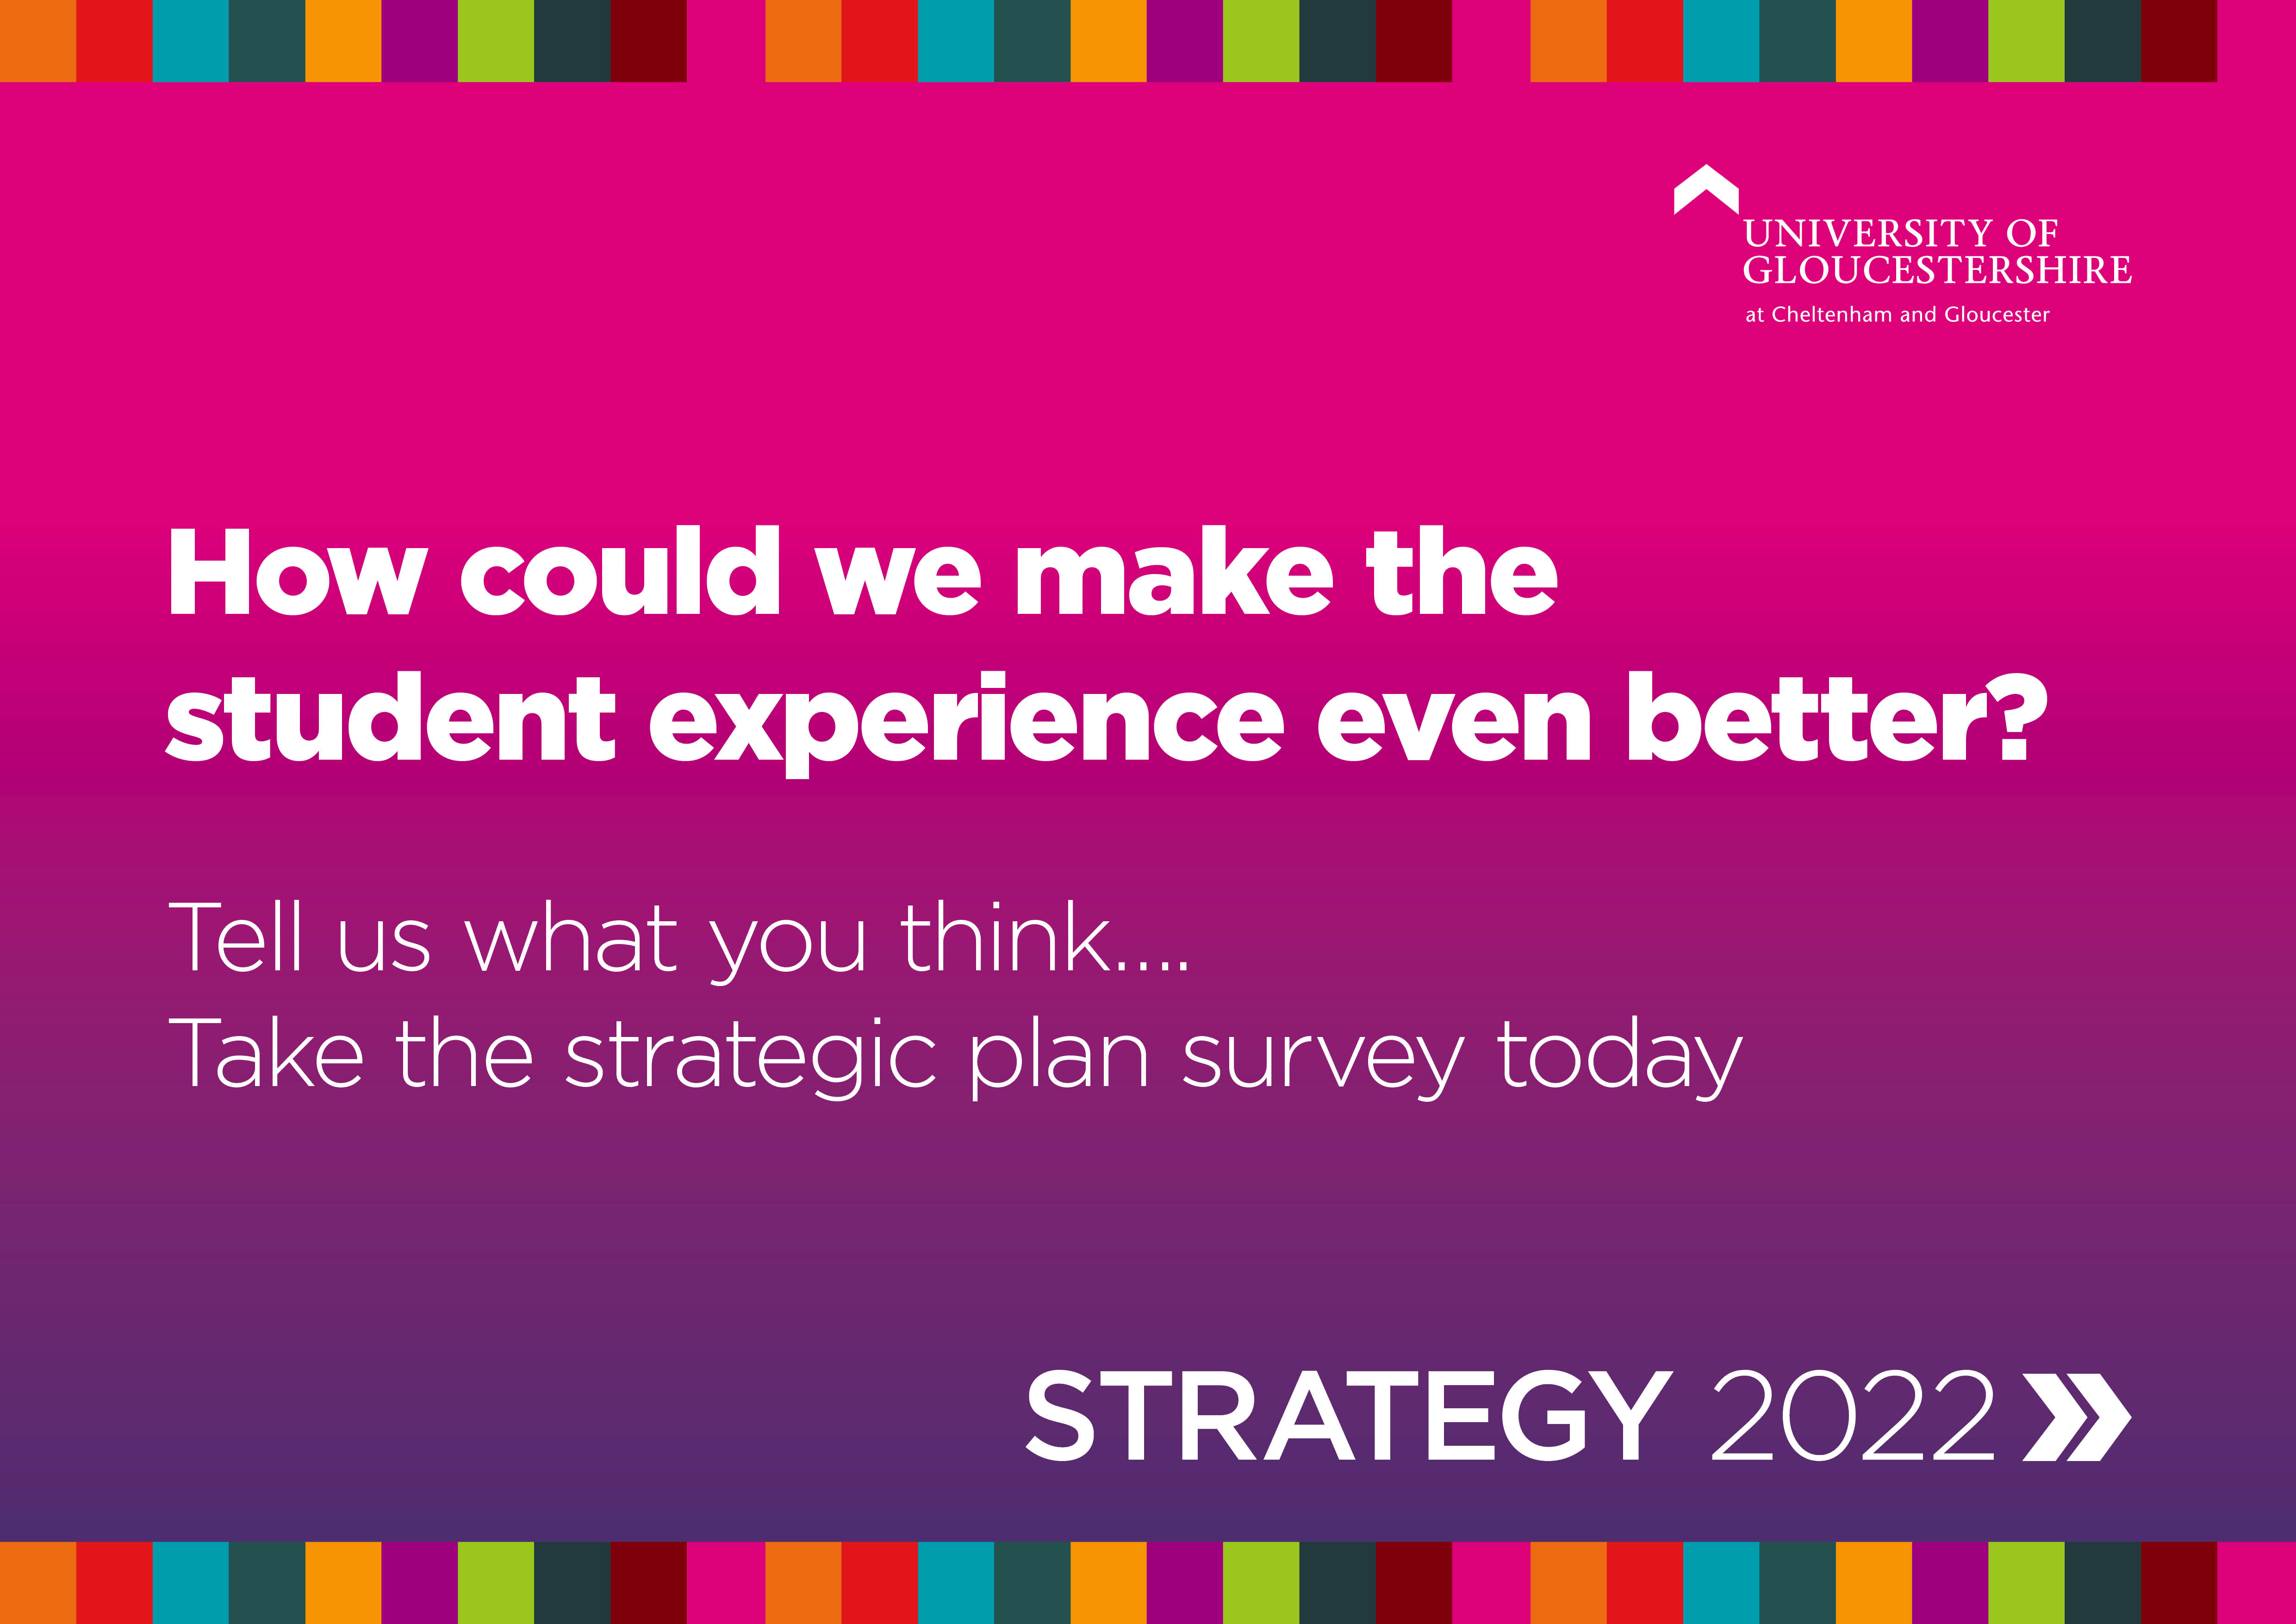 UNIVERSITY OF
GLOUCESTERSHIRE
at Cheltenham and Gloucester
How could we make the
student experience even better?
Tell us what you think....
Take the strategic plan survey today
STRATEGY 2022